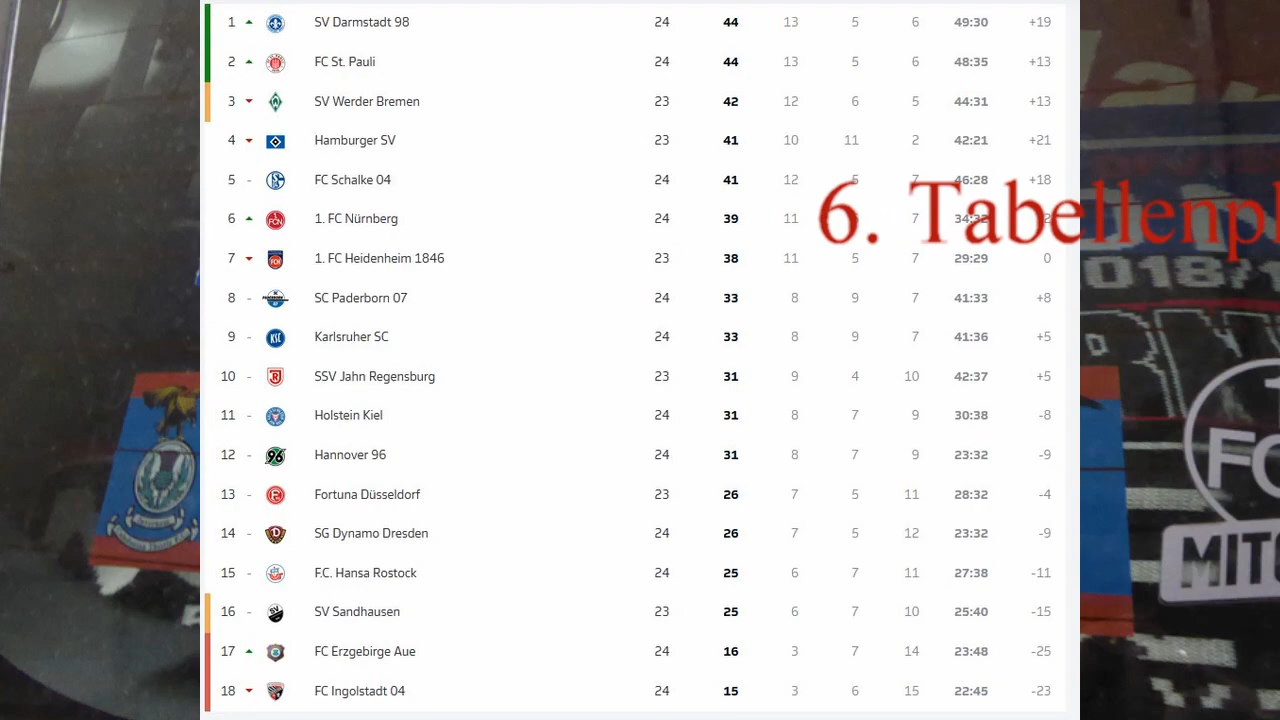 1 SV Darmstadt 98 24 44 13 5 6 49:30 +19
2 FC St. Pauli 24 44 13 5 6 48:35 +13
3 SV Werder Bremen 23 42 12 6 5 44:31 +13
4 Hamburger SV 23 41 10 11 2 42:21 +21
5 - FC Schalke 04 24 41 12 5 7 46:28 +18
6 1. FC Nürnberg 24 39 11 7
6. Tabellenpl
7 1. FC Heidenheim 1846 23 38 11 5 7 29:29 0
018/1
8 - SC Paderborn 07 24 33 8 9 7 41:33 +8
9 - Karlsruher SC 24 33 8 9 7 41:36 +5
10 - SSV Jahn Regensburg 23 31 9 4 10 42:37 +5
11 - Holstein Kiel 24 31 8 7 9 30:38 -8
12 - Hannover 96 24 31 8 7 9 23:32 -9
FC
13 - Fortuna Düsseldorf 23 26 7 5 11 28:32 -4
14 - SG Dynamo Dresden 24 26 7 5 12 23:32 -9
MITG
15 - F.C. Hansa Rostock 24 25 6 7 11 27:38 -11
16 - SV Sandhausen 23 25 6 7 10 25:40 -15
17 FC Erzgebirge Aue 24 16 3 7 14 23:48 -25
18 FC Ingolstadt 04 24 15 3 6 15 22:45 -23